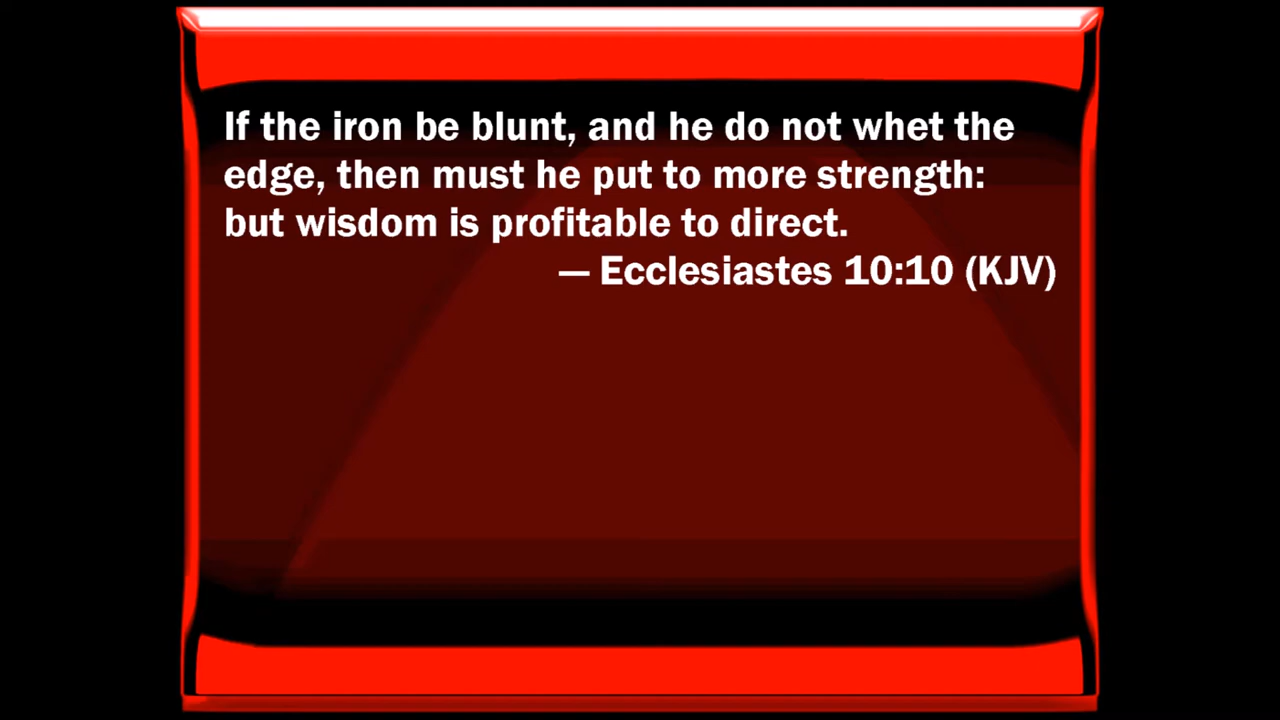 If the iron be blunt, and he do not whet the
edge, then must he put to more strength:
but wisdom is profitable to direct.
— Ecclesiastes 10:10 (KJV)